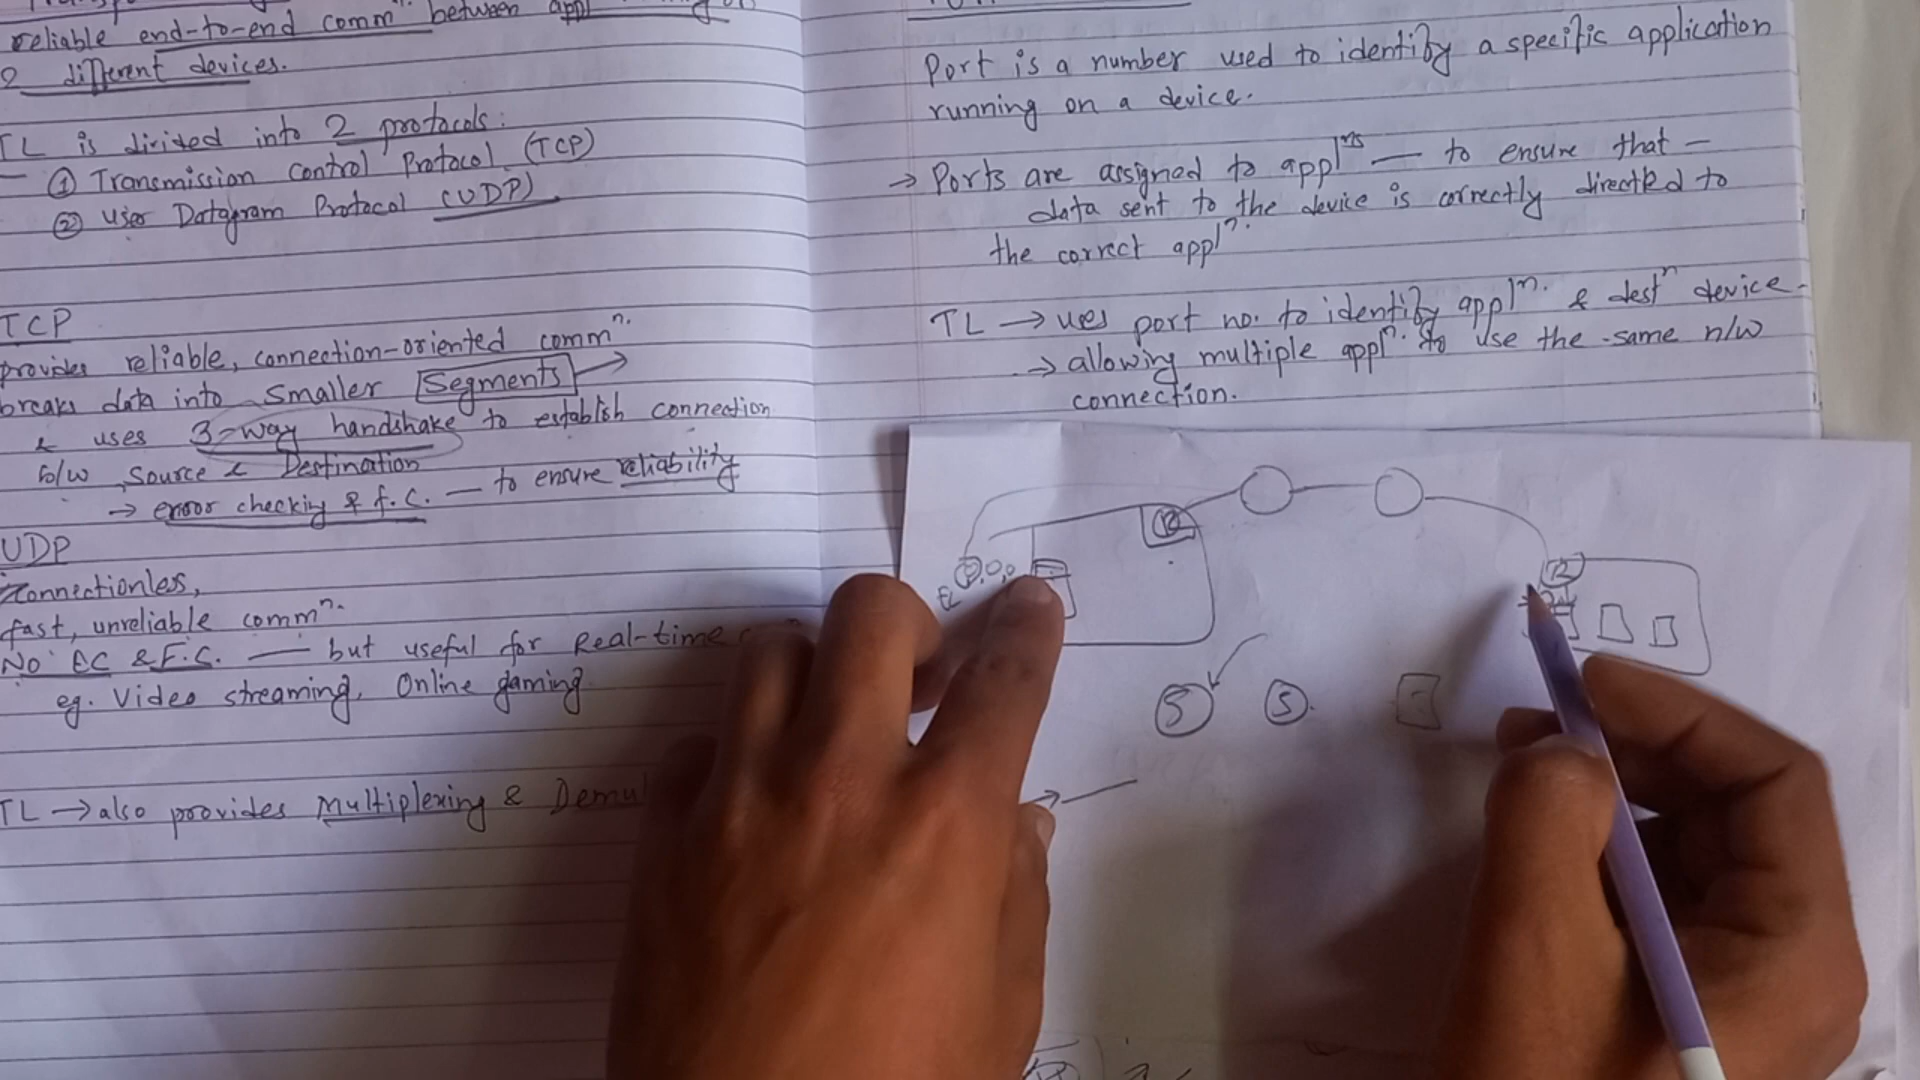 reliable end-to-end commⁿ. between appl
2 different devices.
TL is divided into 2 protocols:
① Transmission Control Protocol (TCP)
② User Datagram Protocol (UDP)
TCP
provides reliable, connection-oriented commⁿ.
breaks data into smaller Segments →
& uses 3-way handshake to establish connection
b/w Source & Destination
→ error checking & f.C. — to ensure reliability
UDP
Connectionless,
fast, unreliable commⁿ.
No EC & F.C. — but useful for Real-time
eg. Video streaming, Online gaming
TL → also provides Multiplexing & Demul
Port is a number used to identify a specific application
running on a device.
→ Ports are assigned to applⁿˢ — to ensure that —
data sent to the device is correctly directed to
the correct applⁿ.
TL → uses port no. to identify applⁿ. & destⁿ device.
→ allowing multiple applⁿ. to use the same n/w
connection.
R
R
S S